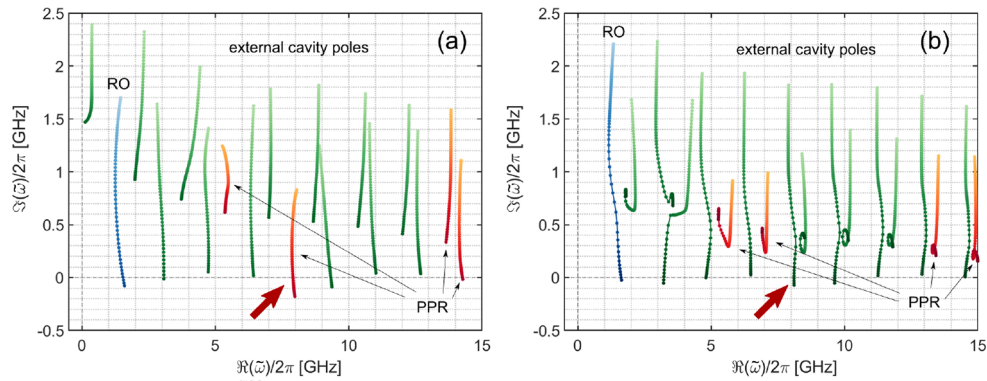 2.5
2
1.5
1
0.5
0
-0.5
0
5
10
15
ℑ(ω̃)/2π [GHz]
ℜ(ω̃)/2π [GHz]
RO
external cavity poles
(a)
PPR
2.5
2
1.5
1
0.5
0
-0.5
0
5
10
15
ℑ(ω̃)/2π [GHz]
ℜ(ω̃)/2π [GHz]
RO
external cavity poles
(b)
PPR